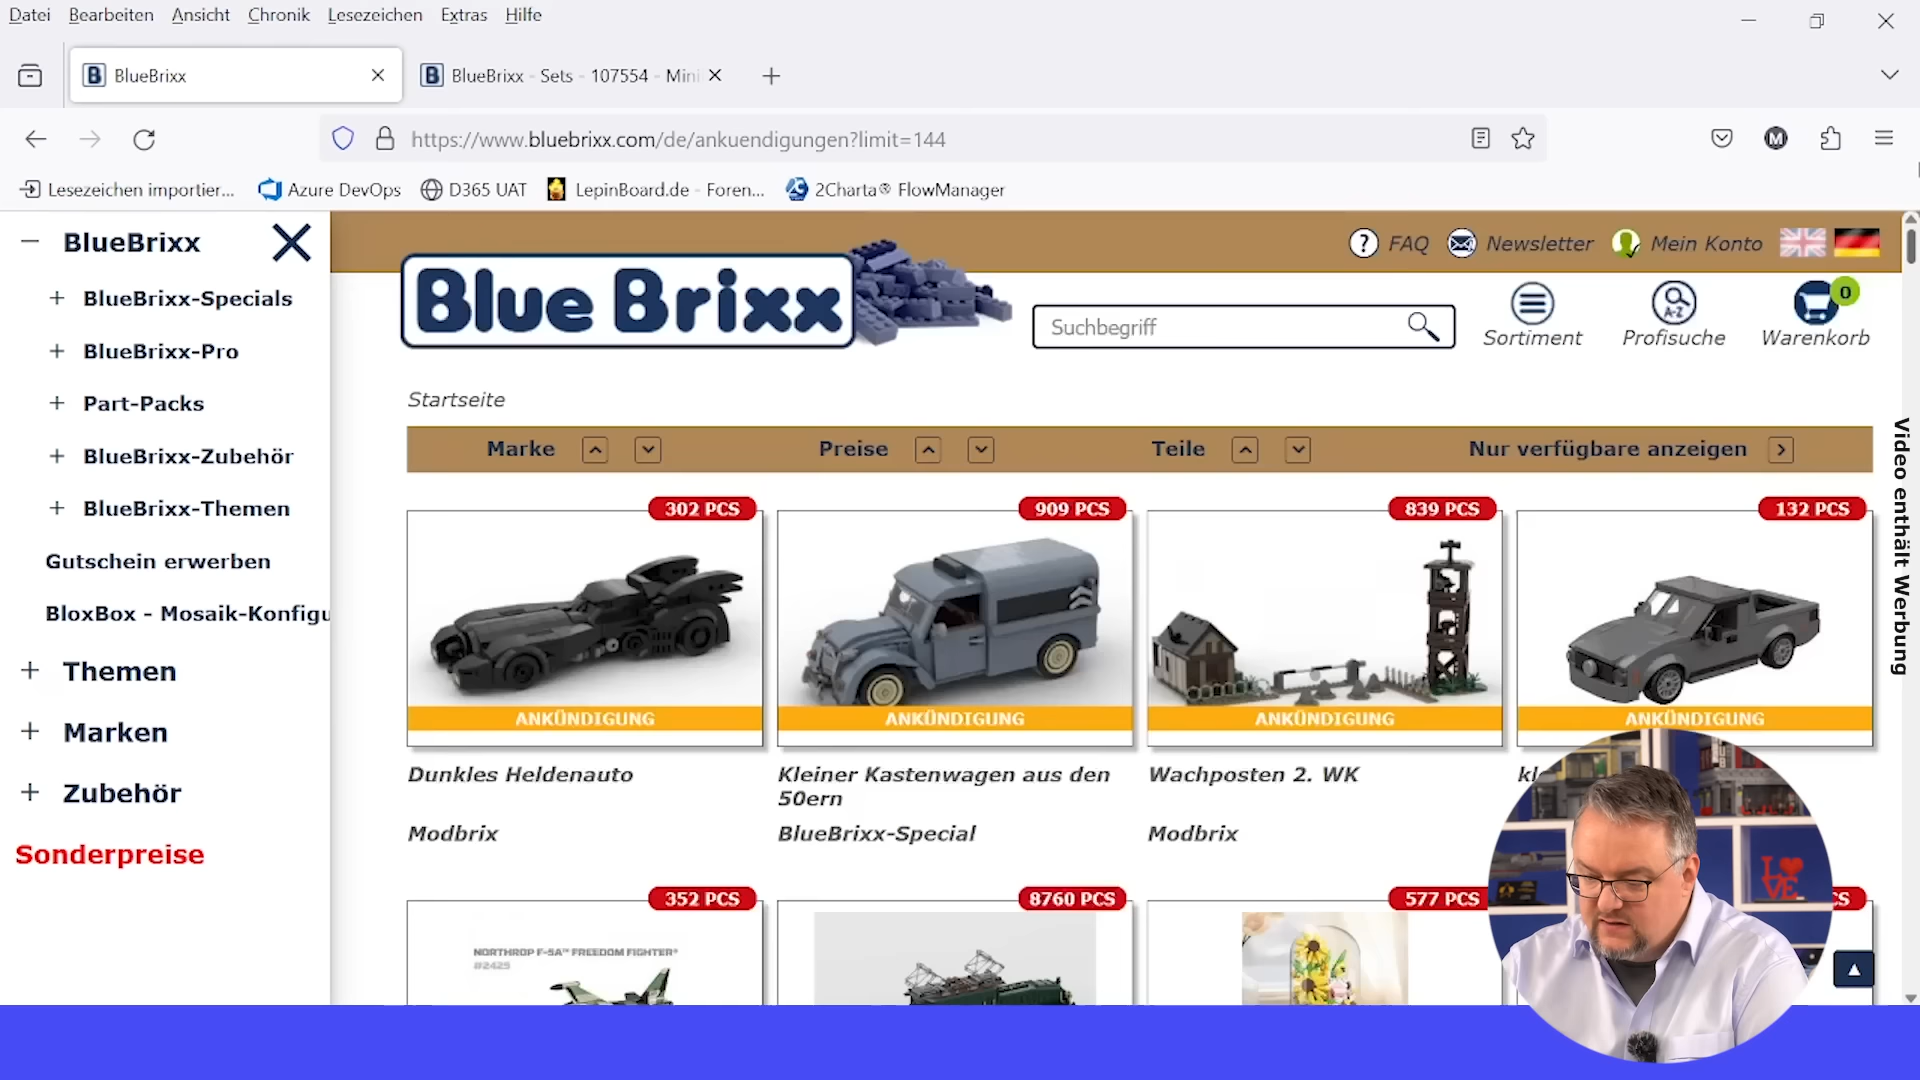 Datei Bearbeiten Ansicht Chronik Lesezeichen Extras Hilfe
BlueBrixx
BlueBrixx - Sets - 107554 - Mini
https://www.bluebrixx.com/de/ankuendigungen?limit=144
Lesezeichen importier...
Azure DevOps
D365 UAT
LepinBoard.de - Foren...
2Charta® FlowManager
BlueBrixx
BlueBrixx-Specials
BlueBrixx-Pro
Part-Packs
BlueBrixx-Zubehör
BlueBrixx-Themen
Gutschein erwerben
BloxBox - Mosaik-Konfigu
Themen
Marken
Zubehör
Sonderpreise
FAQ
Newsletter
Mein Konto
Blue Brixx
Suchbegriff
Sortiment
A-Z
Profisuche
0
Warenkorb
Startseite
Marke
Preise
Teile
Nur verfügbare anzeigen
302 PCS
909 PCS
839 PCS
132 PCS
ANKÜNDIGUNG
ANKÜNDIGUNG
ANKÜNDIGUNG
ANKÜNDIGUNG
Dunkles Heldenauto
Kleiner Kastenwagen aus den
50ern
Wachposten 2. WK
Modbrix
BlueBrixx-Special
Modbrix
352 PCS
8760 PCS
577 PCS
NORTHROP F-5A™ FREEDOM FIGHTER®
#2425
LOVE
Video enthält Werbung